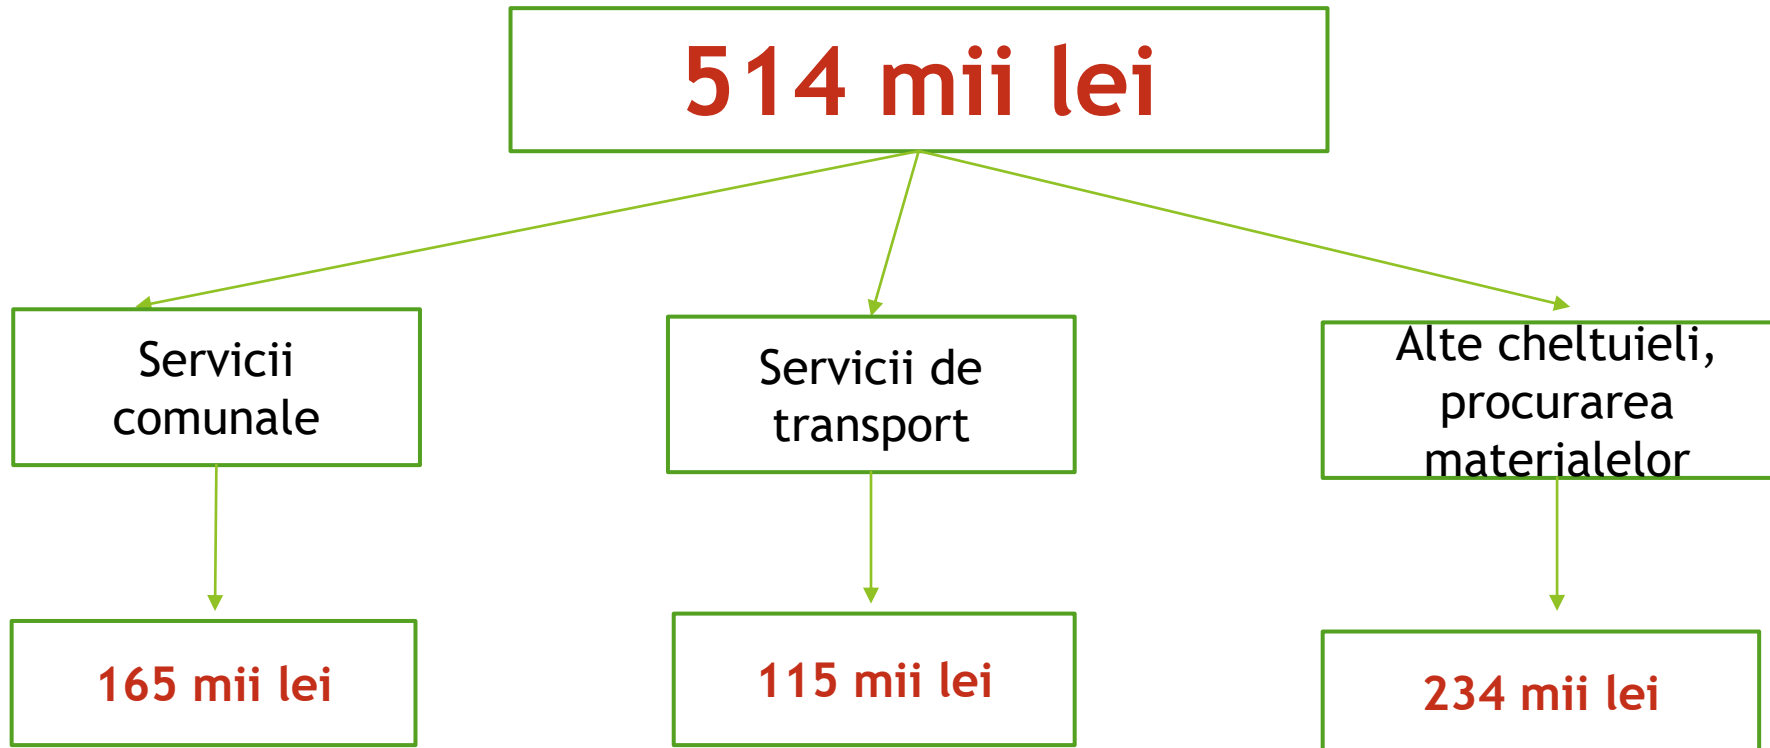 514 mii lei
Servicii
comunale
Servicii de
transport
Alte cheltuieli,
procurarea
materialelor
165 mii lei
115 mii lei
234 mii lei